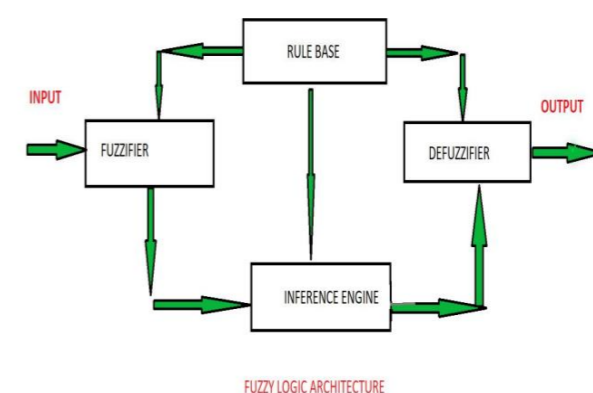 RULE BASE
INPUT
OUTPUT
FUZZIFIER
DEFUZZIFIER
INFERENCE ENGINE
FUZZY LOGIC ARCHITECTURE